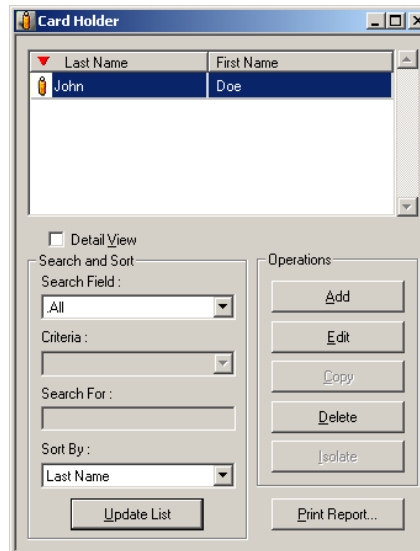 Card Holder
Last Name First Name
John Doe
Detail View
Search and Sort
Search Field :
.All
Criteria :
Search For :
Sort By :
Last Name
Update List
Operations
Add
Edit
Copy
Delete
Isolate
Print Report...